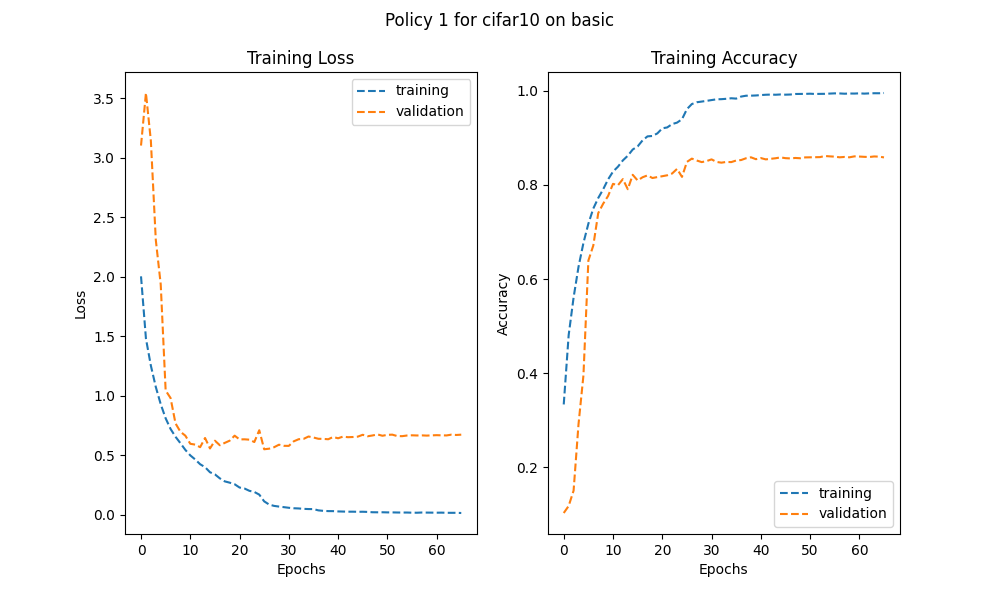 Policy 1 for cifar10 on basic
Training Loss
training
validation
3.5
3.0
2.5
2.0
1.5
1.0
0.5
0.0
Loss
0 10 20 30 40 50 60
Epochs
Training Accuracy
1.0
0.8
0.6
0.4
0.2
Accuracy
training
validation
0 10 20 30 40 50 60
Epochs